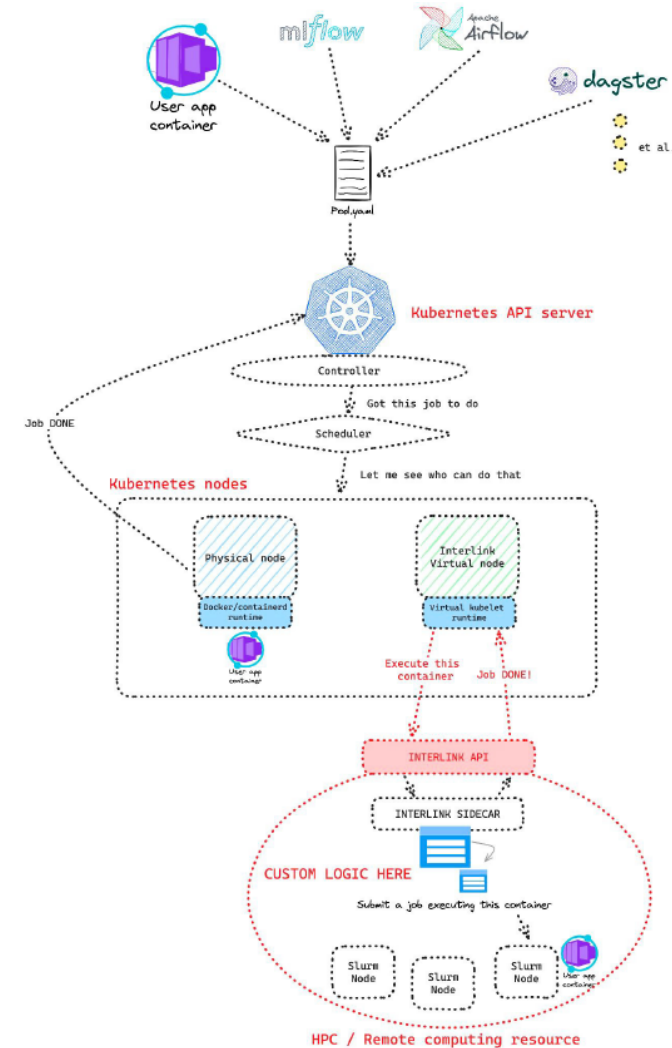 mlflow
Apache
Airflow
dagster
User app
container
et al
Pod.yaml
Kubernetes API server
Controller
Got this job to do
Job DONE
Scheduler
Let me see who can do that
Kubernetes nodes
Physical node
Interlink
Virtual node
Docker/containerd
runtime
Virtual kubelet
runtime
User app
container
Execute this
container
Job DONE!
INTERLINK API
INTERLINK SIDECAR
CUSTOM LOGIC HERE
Submit a job executing this container
Slurm
Node
Slurm
Node
Slurm
Node
User app
container
HPC / Remote computing resource